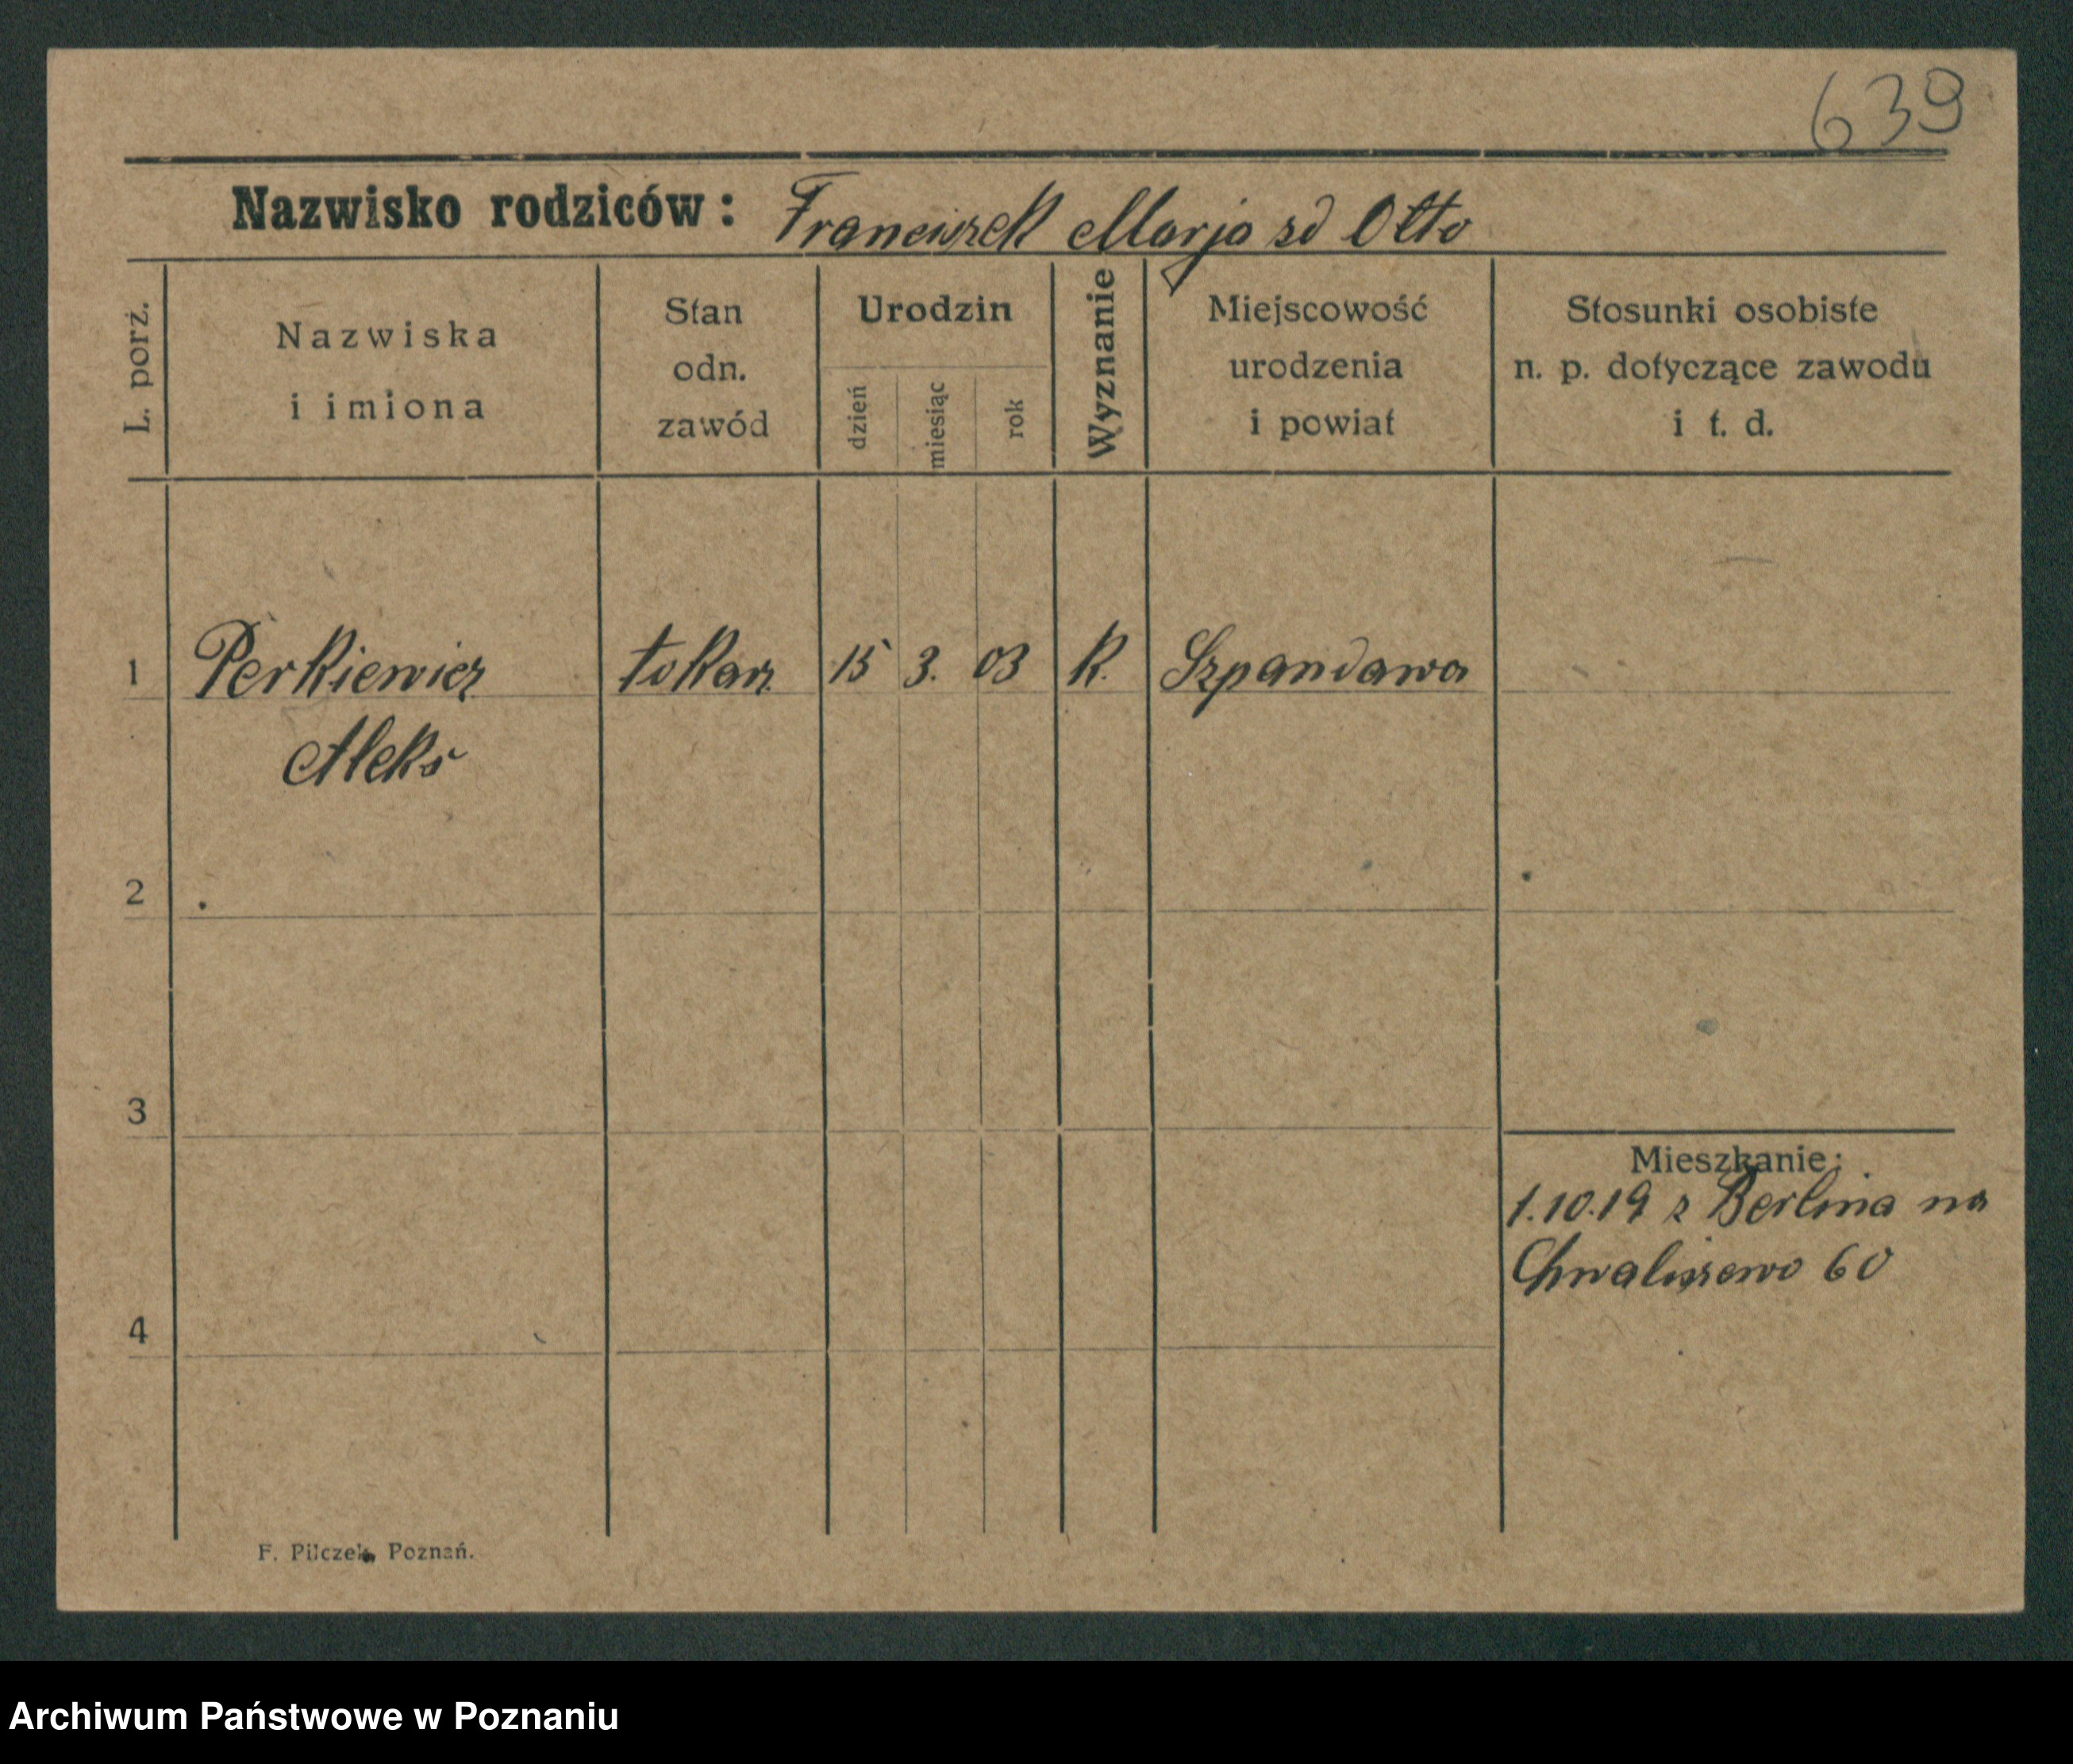 639
Nazwisko rodziców: Franciszek Marja zd Otto
L. porż.
Nazwiska i imiona
Stan odn. zawód
Urodzin
dzień
miesiąc
rok
Wyznanie
Miejscowość urodzenia i powiat
Stosunki osobiste n. p. dotyczące zawodu i t. d.
1 Perkiewicz tokarz 15 3. 03 k. Szpandawa
Aleks
2
3
Mieszkanie:
1.10.19 z Berlina na
Chwaliszewo 60
4
F. Pilczek, Poznań.
Archiwum Państwowe w Poznaniu